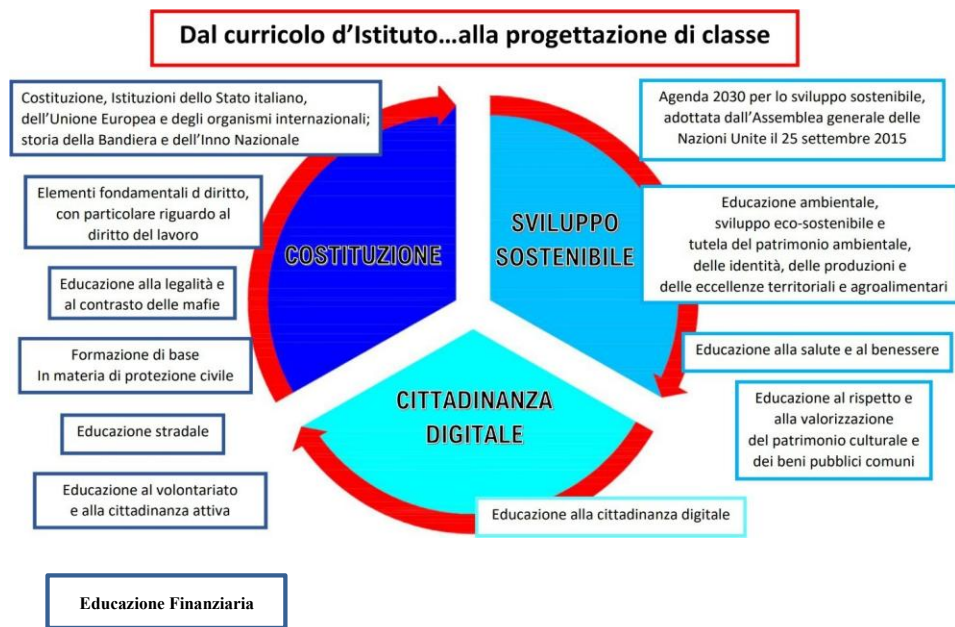 Dal curricolo d'Istituto...alla progettazione di classe
Costituzione, Istituzioni dello Stato italiano,
dell'Unione Europea e degli organismi internazionali;
storia della Bandiera e dell'Inno Nazionale
Elementi fondamentali d diritto,
con particolare riguardo al
diritto del lavoro
Educazione alla legalità e
al contrasto delle mafie
Formazione di base
In materia di protezione civile
Educazione stradale
Educazione al volontariato
e alla cittadinanza attiva
Educazione Finanziaria
COSTITUZIONE
SVILUPPO
SOSTENIBILE
CITTADINANZA
DIGITALE
Agenda 2030 per lo sviluppo sostenibile,
adottata dall'Assemblea generale delle
Nazioni Unite il 25 settembre 2015
Educazione ambientale,
sviluppo eco-sostenibile e
tutela del patrimonio ambientale,
delle identità, delle produzioni e
delle eccellenze territoriali e agroalimentari
Educazione alla salute e al benessere
Educazione al rispetto e
alla valorizzazione
del patrimonio culturale e
dei beni pubblici comuni
Educazione alla cittadinanza digitale